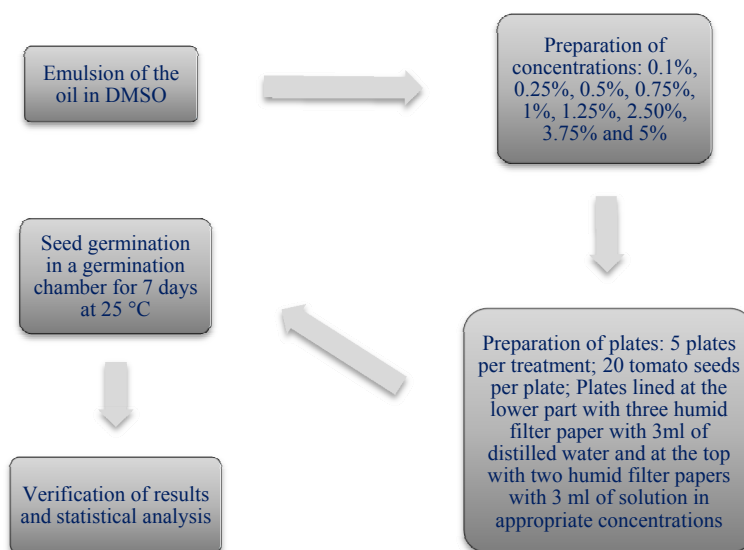 Emulsion of the
oil in DMSO
Preparation of
concentrations: 0.1%,
0.25%, 0.5%, 0.75%,
1%, 1.25%, 2.50%,
3.75% and 5%
Preparation of plates: 5 plates
per treatment; 20 tomato seeds
per plate; Plates lined at the
lower part with three humid
filter paper with 3ml of
distilled water and at the top
with two humid filter papers
with 3 ml of solution in
appropriate concentrations
Seed germination
in a germination
chamber for 7 days
at 25 °C
Verification of results
and statistical analysis